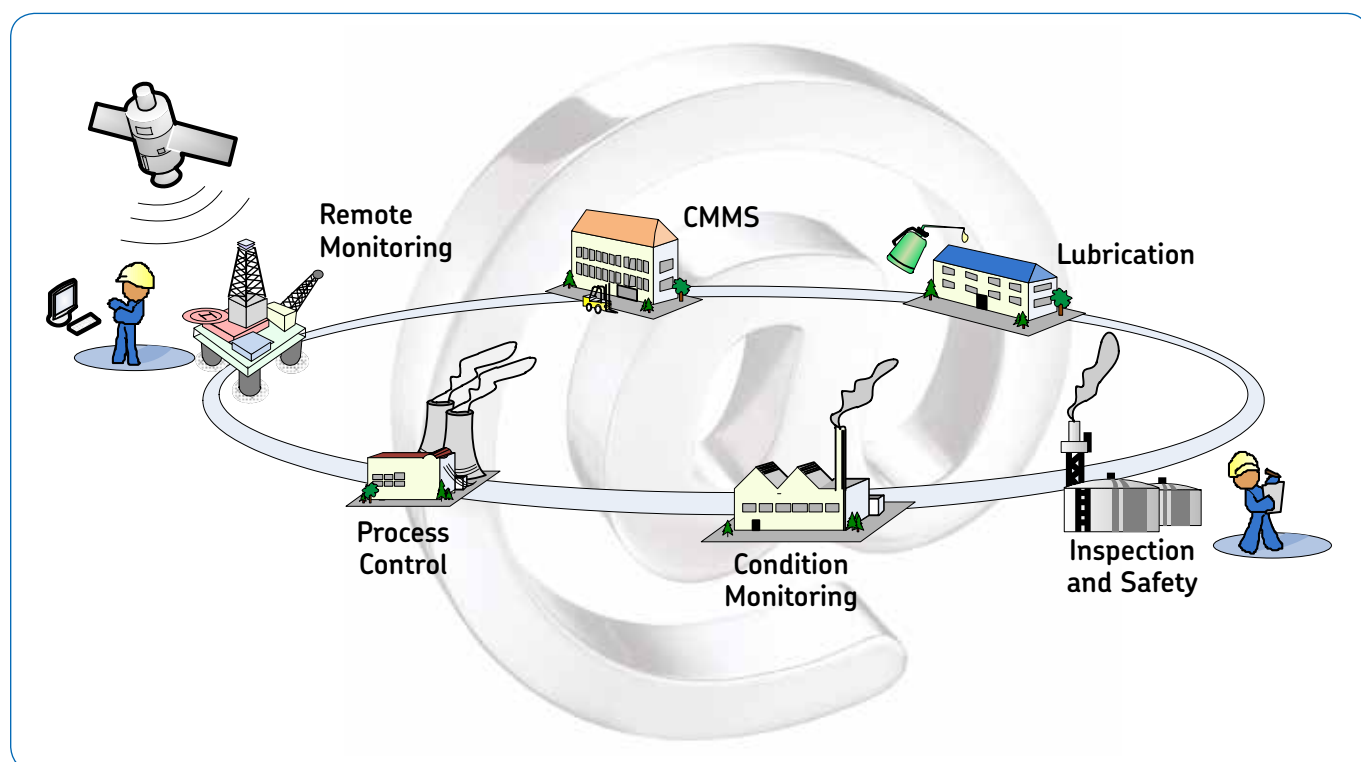 Remote
Monitoring
CMMS
Lubrication
Process
Control
Condition
Monitoring
Inspection
and Safety